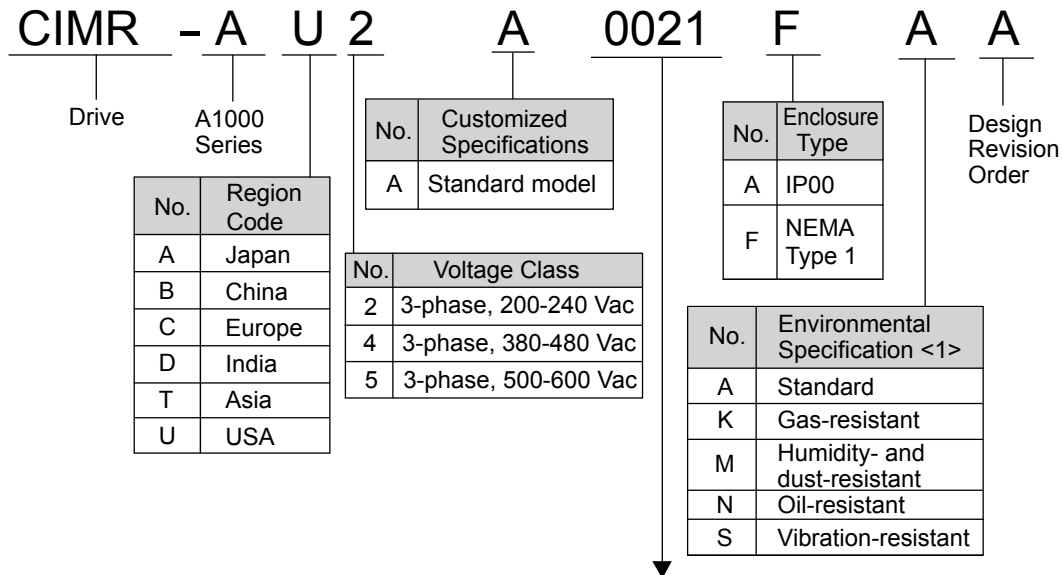 CIMR - A U 2 A 0021 F A A
Drive
A1000
Series
No. Region
Code
A Japan
B China
C Europe
D India
T Asia
U USA
No. Customized
Specifications
A Standard model
No. Voltage Class
2 3-phase, 200-240 Vac
4 3-phase, 380-480 Vac
5 3-phase, 500-600 Vac
No. Enclosure
Type
A IP00
F NEMA
Type 1
No. Environmental
Specification <1>
A Standard
K Gas-resistant
M Humidity- and
dust-resistant
N Oil-resistant
S Vibration-resistant
Design
Revision
Order